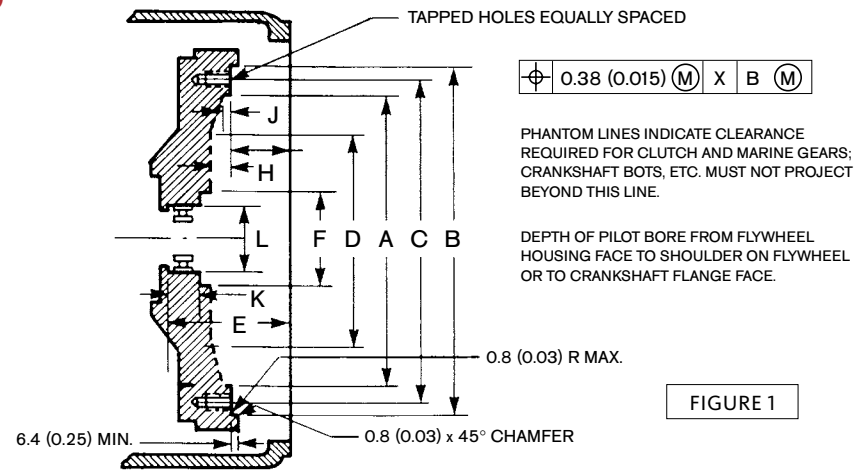 TAPPED HOLES EQUALLY SPACED
⌖ 0.38 (0.015) Ⓜ X B Ⓜ
PHANTOM LINES INDICATE CLEARANCE
REQUIRED FOR CLUTCH AND MARINE GEARS;
CRANKSHAFT BOTS, ETC. MUST NOT PROJECT
BEYOND THIS LINE.
DEPTH OF PILOT BORE FROM FLYWHEEL
HOUSING FACE TO SHOULDER ON FLYWHEEL
OR TO CRANKSHAFT FLANGE FACE.
J
H
L F D A C B
K
E
0.8 (0.03) R MAX.
FIGURE 1
6.4 (0.25) MIN.
0.8 (0.03) x 45° CHAMFER